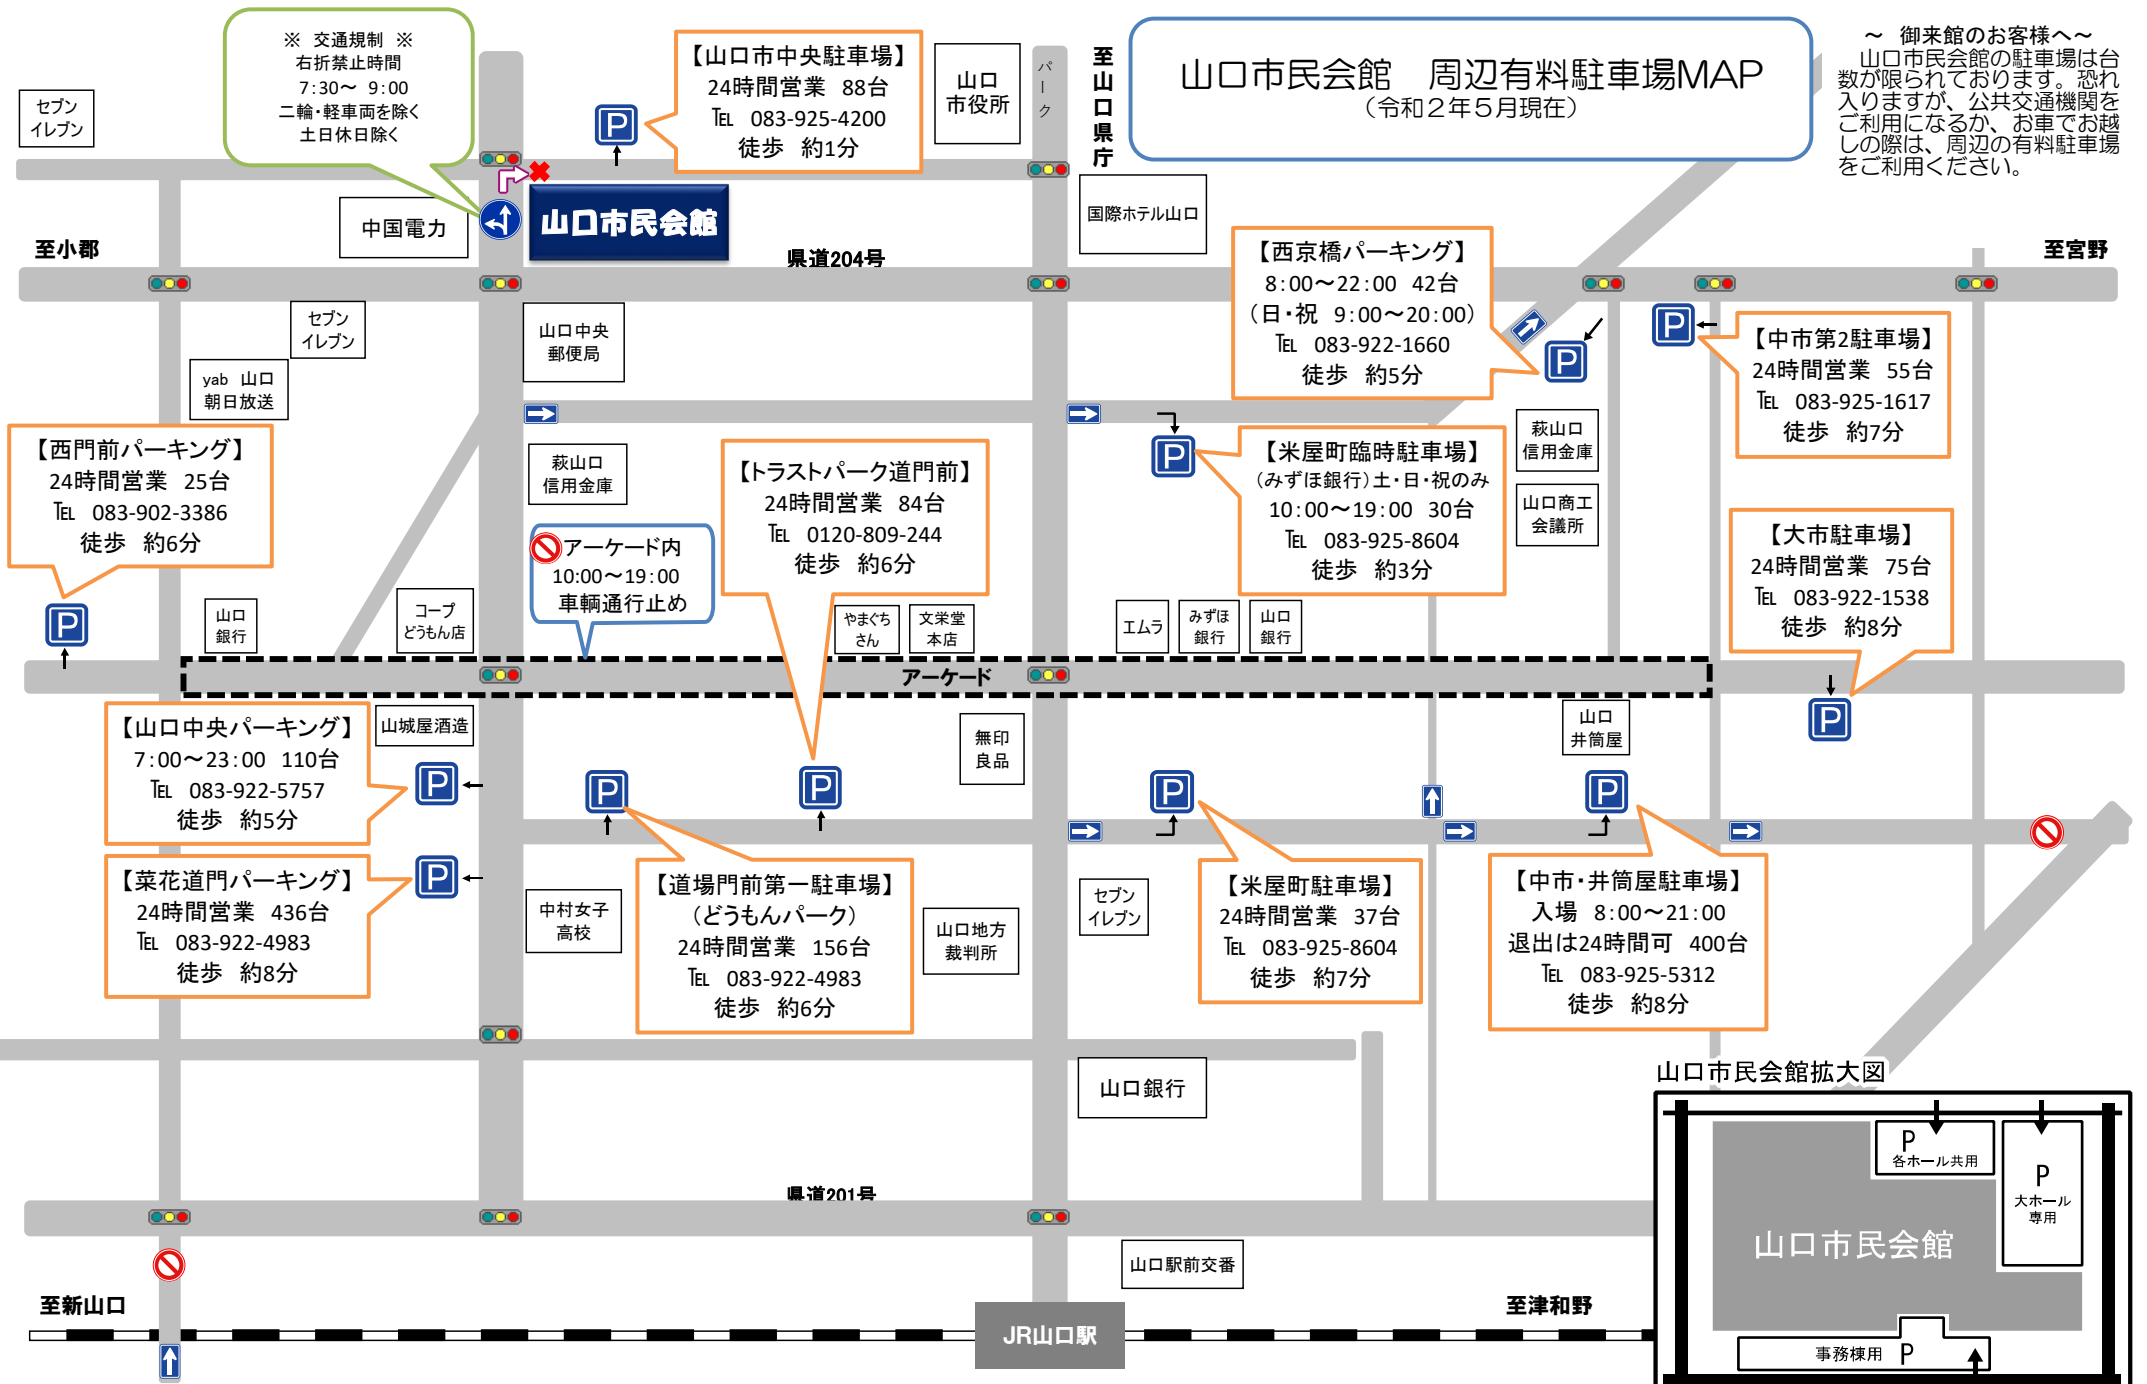 ※ 交通規制 ※
右折禁止時間
7:30～ 9:00
二輪・軽車両を除く
土日休日除く
【山口市中央駐車場】
24時間営業 88台
℡ 083-925-4200
徒歩 約1分
山口
市役所
パーク
至山口県庁
山口市民会館 周辺有料駐車場MAP
（令和２年５月現在）
～ 御来館のお客様へ～
山口市民会館の駐車場は台
数が限られております。恐れ
入りますが、公共交通機関を
ご利用になるか、お車でお越
しの際は、周辺の有料駐車場
をご利用ください。
セブン
イレブン
P
中国電力
山口市民会館
国際ホテル山口
至小郡
県道204号
至宮野
【西京橋パーキング】
8:00～22:00 42台
（日・祝 9:00～20:00）
℡ 083-922-1660
徒歩 約5分
P
P
【中市第2駐車場】
24時間営業 55台
℡ 083-925-1617
徒歩 約7分
セブン
イレブン
山口中央
郵便局
yab 山口
朝日放送
【西門前パーキング】
24時間営業 25台
℡ 083-902-3386
徒歩 約6分
P
萩山口
信用金庫
【トラストパーク道門前】
24時間営業 84台
℡ 0120-809-244
徒歩 約6分
P
【米屋町臨時駐車場】
（みずほ銀行）土・日・祝のみ
10:00～19:00 30台
℡ 083-925-8604
徒歩 約3分
萩山口
信用金庫
山口商工
会議所
【大市駐車場】
24時間営業 75台
℡ 083-922-1538
徒歩 約8分
アーケード内
10:00～19:00
車輌通行止め
山口
銀行
コープ
どうもん店
やまぐち
さん
文栄堂
本店
エムラ
みずほ
銀行
山口
銀行
アーケード
【山口中央パーキング】
7:00～23:00 110台
℡ 083-922-5757
徒歩 約5分
山城屋酒造
P
P
P
無印
良品
P
山口
井筒屋
P
P
【菜花道門パーキング】
24時間営業 436台
℡ 083-922-4983
徒歩 約8分
P
中村女子
高校
【道場門前第一駐車場】
（どうもんパーク）
24時間営業 156台
℡ 083-922-4983
徒歩 約6分
山口地方
裁判所
セブン
イレブン
【米屋町駐車場】
24時間営業 37台
℡ 083-925-8604
徒歩 約7分
【中市・井筒屋駐車場】
入場 8:00～21:00
退出は24時間可 400台
℡ 083-925-5312
徒歩 約8分
山口銀行
県道201号
山口駅前交番
至新山口
JR山口駅
至津和野
山口市民会館拡大図
P
各ホール共用
P
大ホール
専用
山口市民会館
事務棟用 P